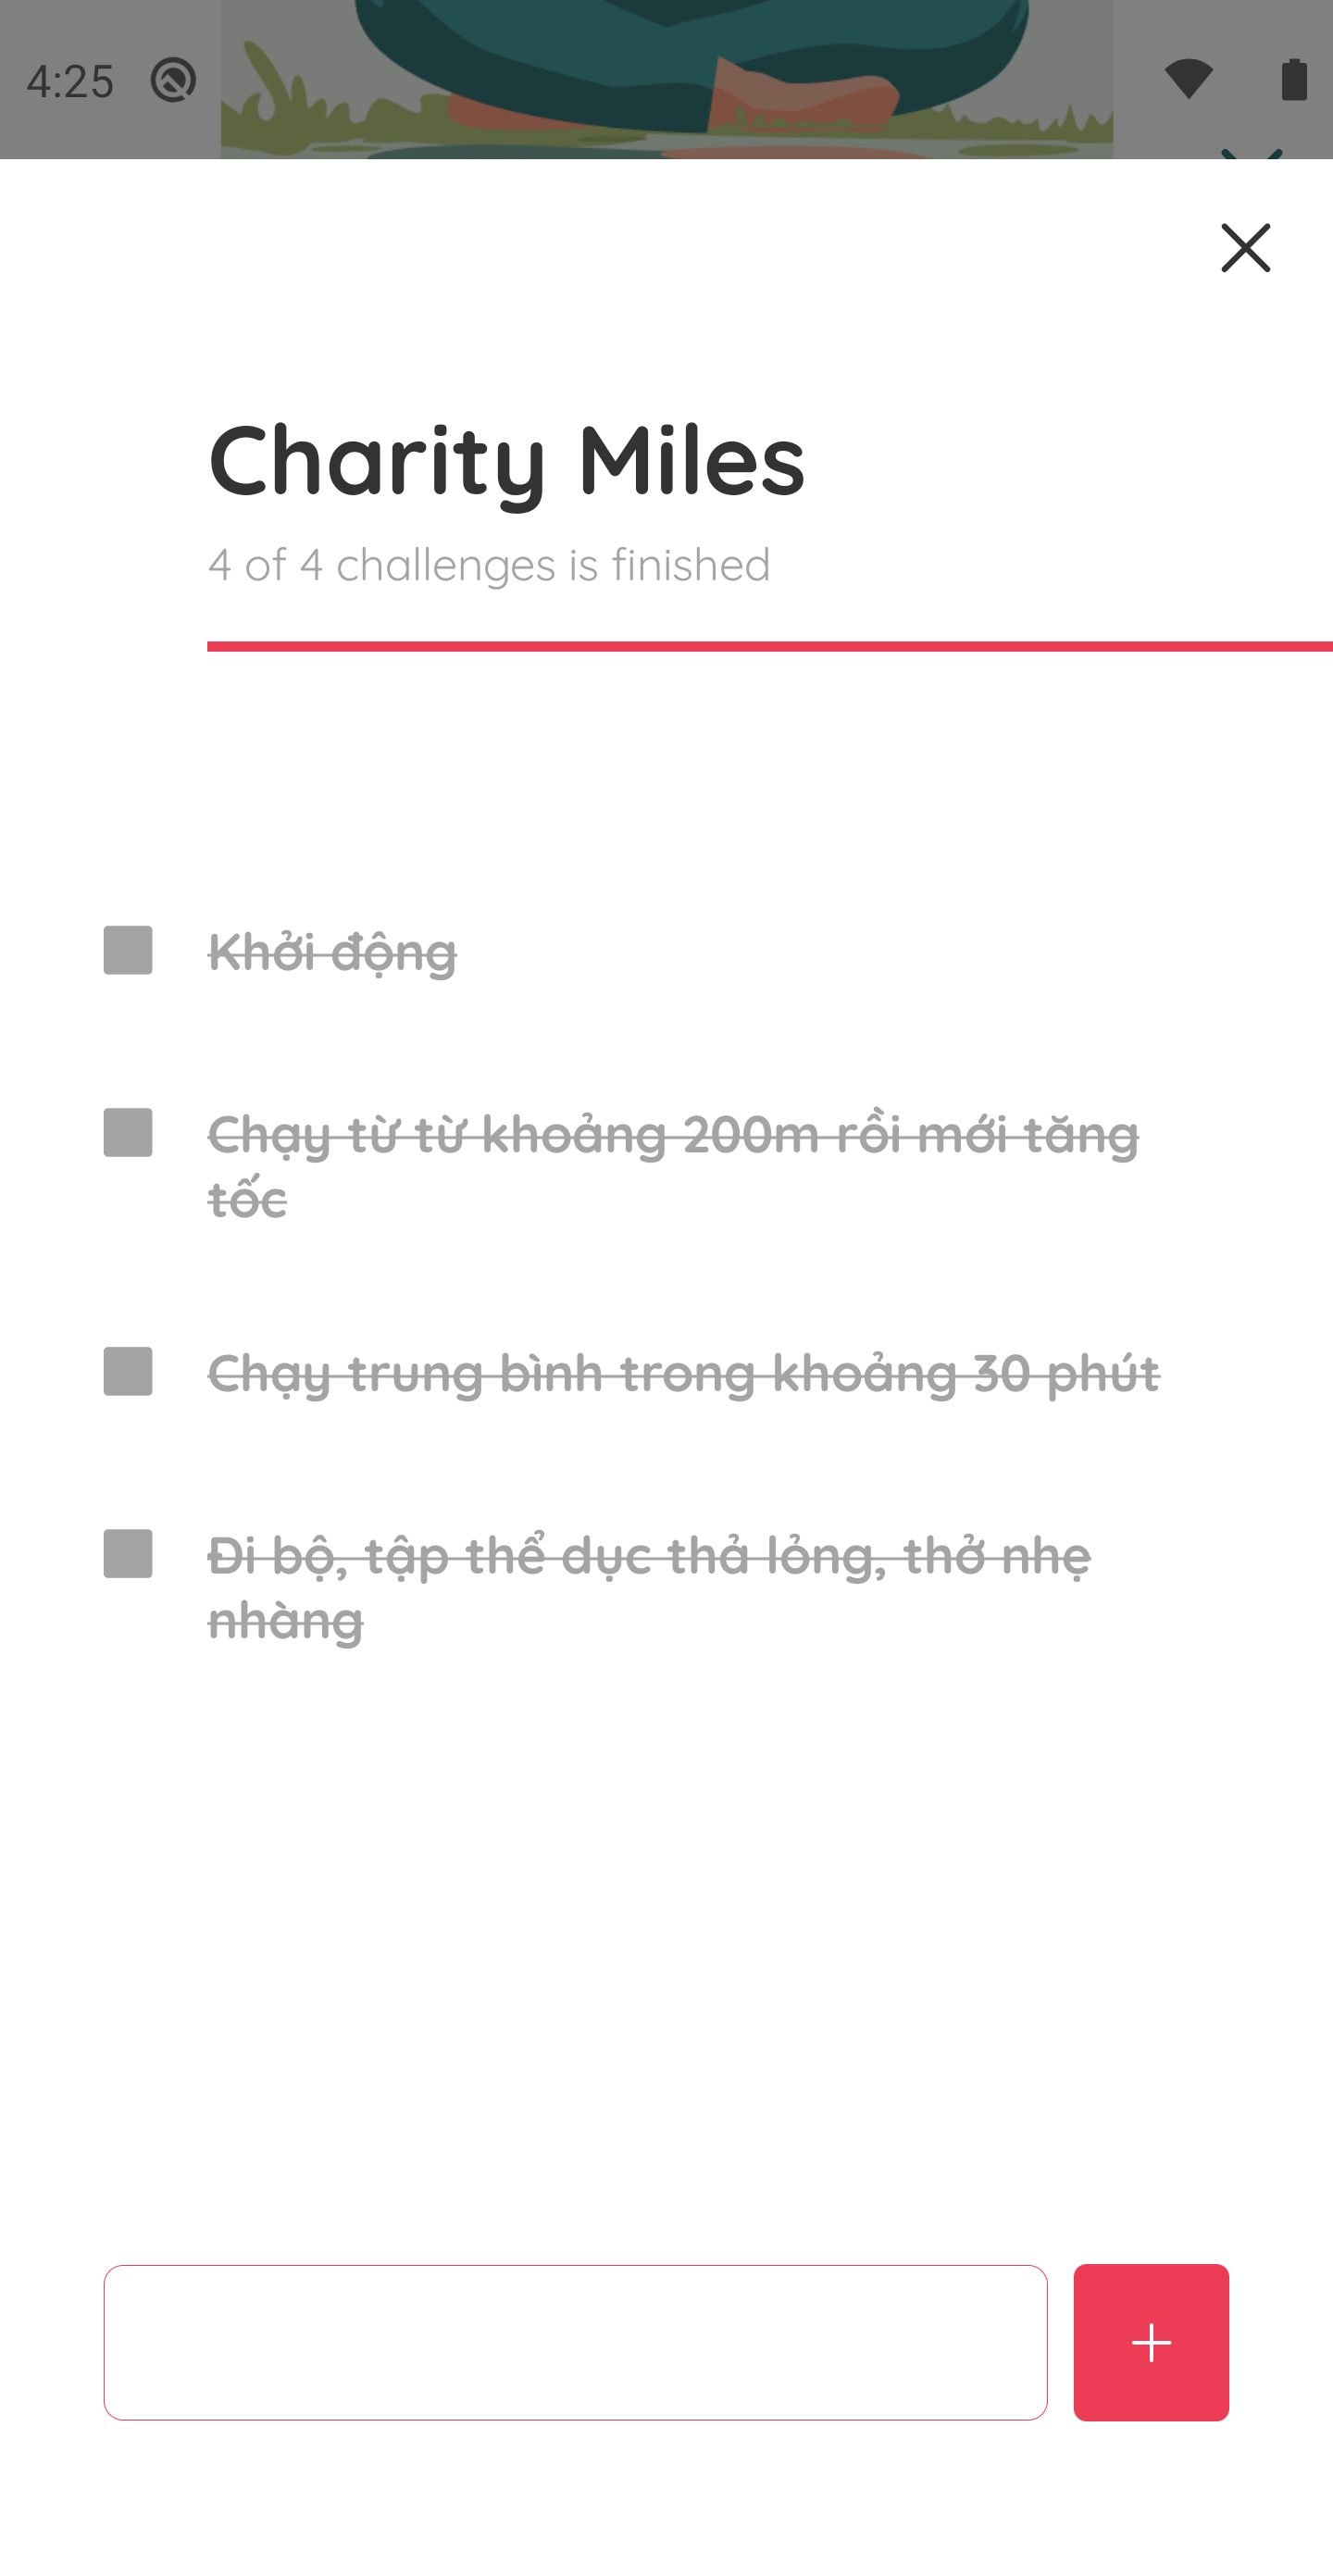 4:25
Charity Miles
4 of 4 challenges is finished
Khởi động
Chạy từ từ khoảng 200m rồi mới tăng
tốc
Chạy trung bình trong khoảng 30 phút
Đi bộ, tập thể dục thả lỏng, thở nhẹ
nhàng